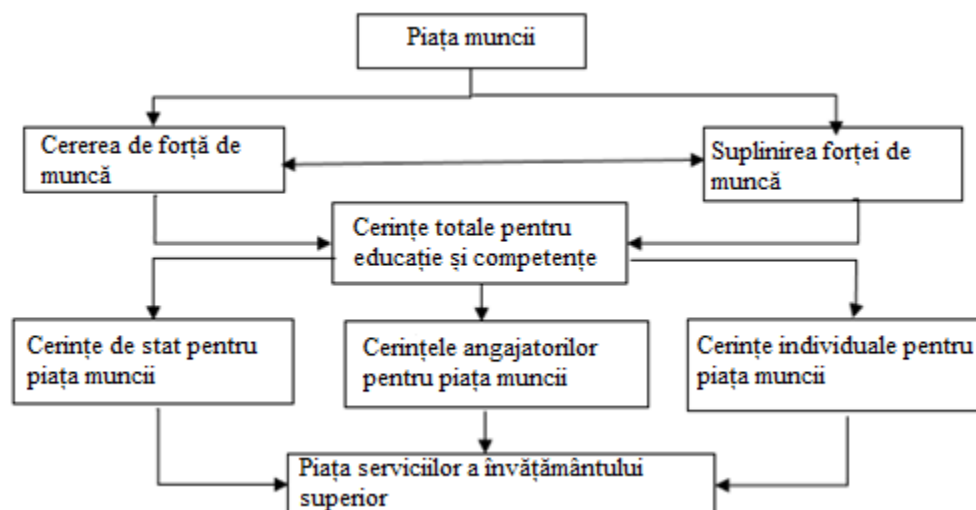 Piața muncii
Cererea de forță de
muncă
Suplinirea forței de
muncă
Cerințe totale pentru
educație și competențe
Cerințe de stat pentru
piața muncii
Cerințele angajatorilor
pentru piața muncii
Cerințe individuale pentru
piața muncii
Piața serviciilor a învățământului
superior